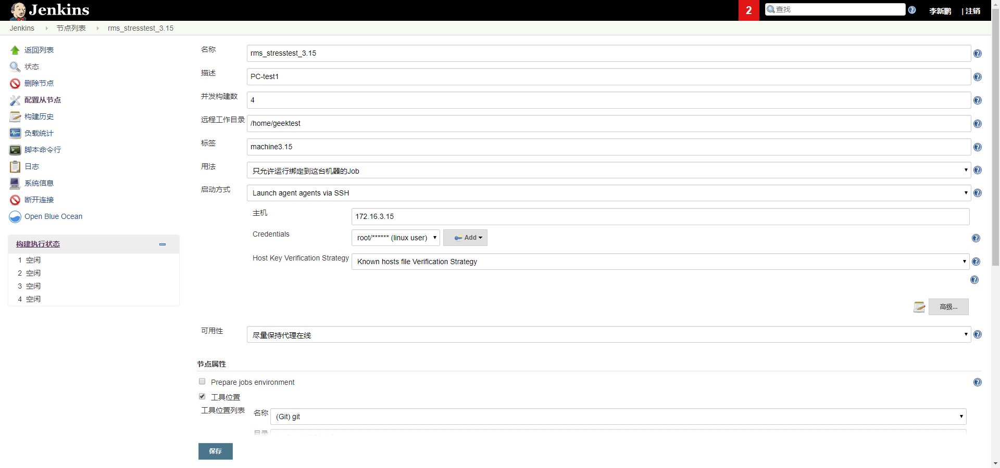 Jenkins
2
查找
李新鹏
| 注销
Jenkins
节点列表
rms_stresstest_3.15
返回列表
状态
删除节点
配置从节点
构建历史
负载统计
脚本命令行
日志
系统信息
断开连接
Open Blue Ocean
构建执行状态
1 空闲
2 空闲
3 空闲
4 空闲
名称
rms_stresstest_3.15
描述
PC-test1
并发构建数
4
远程工作目录
/home/geektest
标签
machine3.15
用法
只允许运行绑定到这台机器的Job
启动方式
Launch agent agents via SSH
主机
172.16.3.15
Credentials
root/****** (linux user)
Add
Host Key Verification Strategy
Known hosts file Verification Strategy
高级...
可用性
尽量保持代理在线
节点属性
Prepare jobs environment
工具位置
工具位置列表
名称
(Git) git
目录
保存